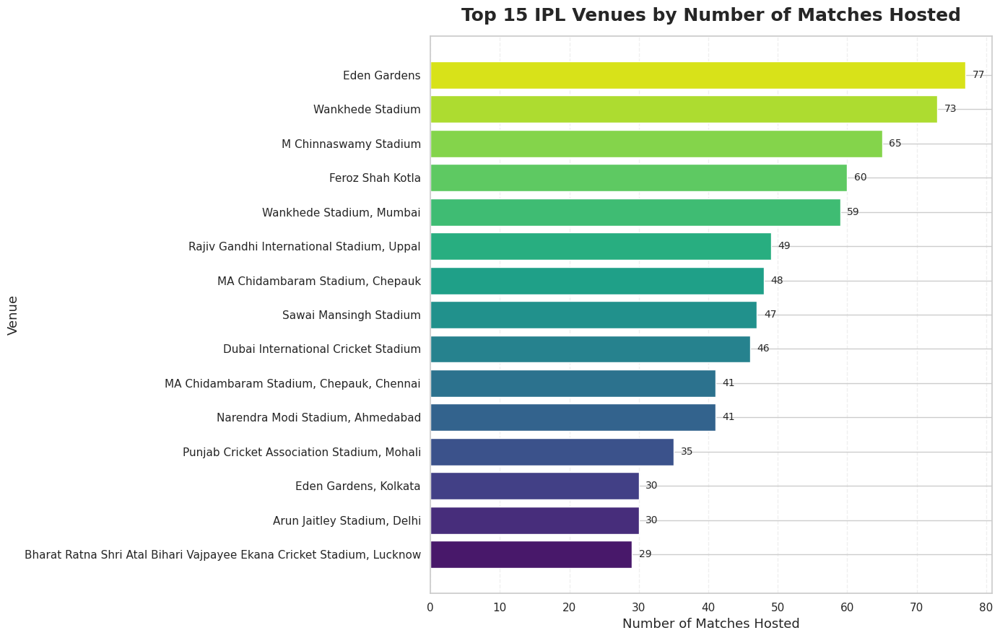 Top 15 IPL Venues by Number of Matches Hosted
Venue
Eden Gardens 77
Wankhede Stadium 73
M Chinnaswamy Stadium 65
Feroz Shah Kotla 60
Wankhede Stadium, Mumbai 59
Rajiv Gandhi International Stadium, Uppal 49
MA Chidambaram Stadium, Chepauk 48
Sawai Mansingh Stadium 47
Dubai International Cricket Stadium 46
MA Chidambaram Stadium, Chepauk, Chennai 41
Narendra Modi Stadium, Ahmedabad 41
Punjab Cricket Association Stadium, Mohali 35
Eden Gardens, Kolkata 30
Arun Jaitley Stadium, Delhi 30
Bharat Ratna Shri Atal Bihari Vajpayee Ekana Cricket Stadium, Lucknow 29
0 10 20 30 40 50 60 70 80
Number of Matches Hosted